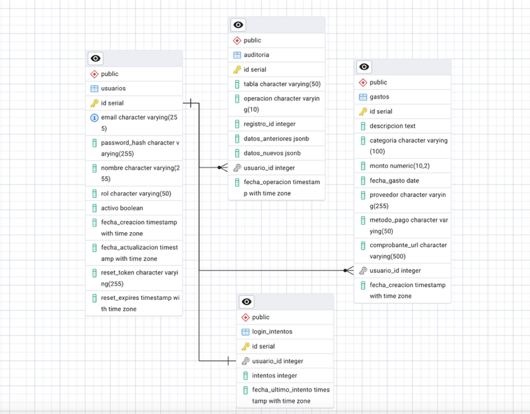 public
usuarios
id serial
email character varying(25
5)
password_hash character v
arying(255)
nombre character varying(2
55)
rol character varying(50)
activo boolean
fecha_creacion timestamp
with time zone
fecha_actualizacion timest
amp with time zone
reset_token character varyi
ng(255)
reset_expires timestamp wi
th time zone
public
auditoria
id serial
tabla character varying(50)
operacion character varyin
g(10)
registro_id integer
datos_anteriores jsonb
datos_nuevos jsonb
usuario_id integer
fecha_operacion timestam
p with time zone
public
gastos
id serial
descripcion text
categoria character varying
(100)
monto numeric(10,2)
fecha_gasto date
proveedor character varyin
g(255)
metodo_pago character var
ying(50)
comprobante_url character
varying(500)
usuario_id integer
fecha_creacion timestamp
with time zone
public
login_intentos
id serial
usuario_id integer
intentos integer
fecha_ultimo_intento times
tamp with time zone